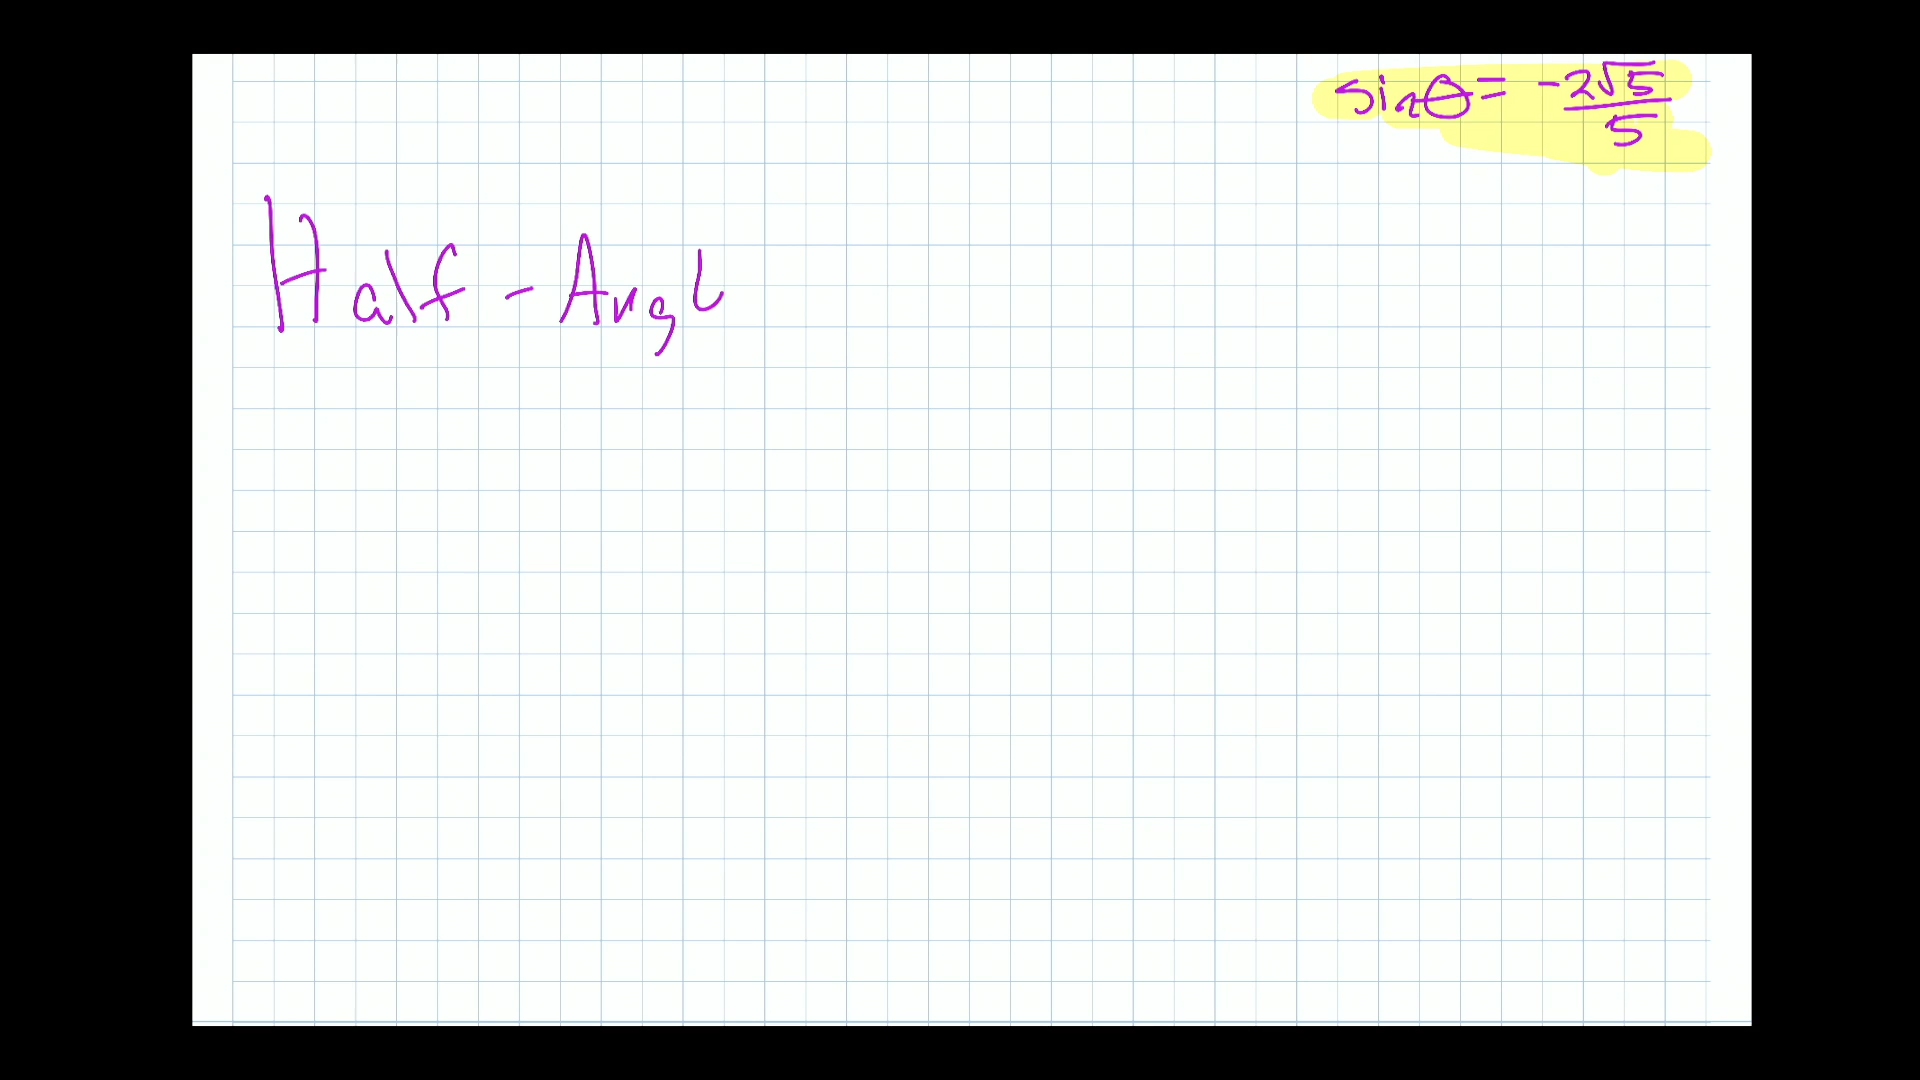 sinθ = -2√5/5
Half-Angl